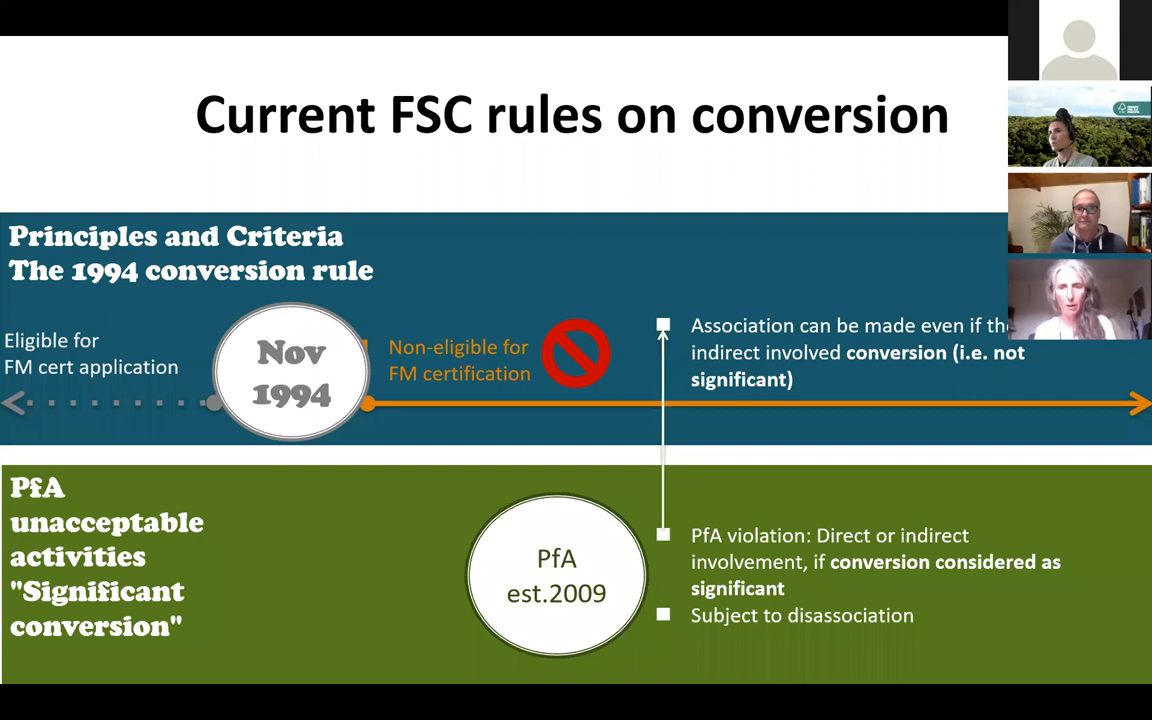 Current FSC rules on conversion
Principles and Criteria
The 1994 conversion rule
Eligible for
FM cert application
Nov
1994
Non-eligible for
FM certification
Association can be made even if the
indirect involved conversion (i.e. not
significant)
PfA
unacceptable
activities
"Significant
conversion"
PfA
est.2009
PfA violation: Direct or indirect
involvement, if conversion considered as
significant
Subject to disassociation